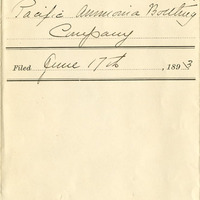 Pacific Ammonia Bottling
Company
Filed June 17th, 1893